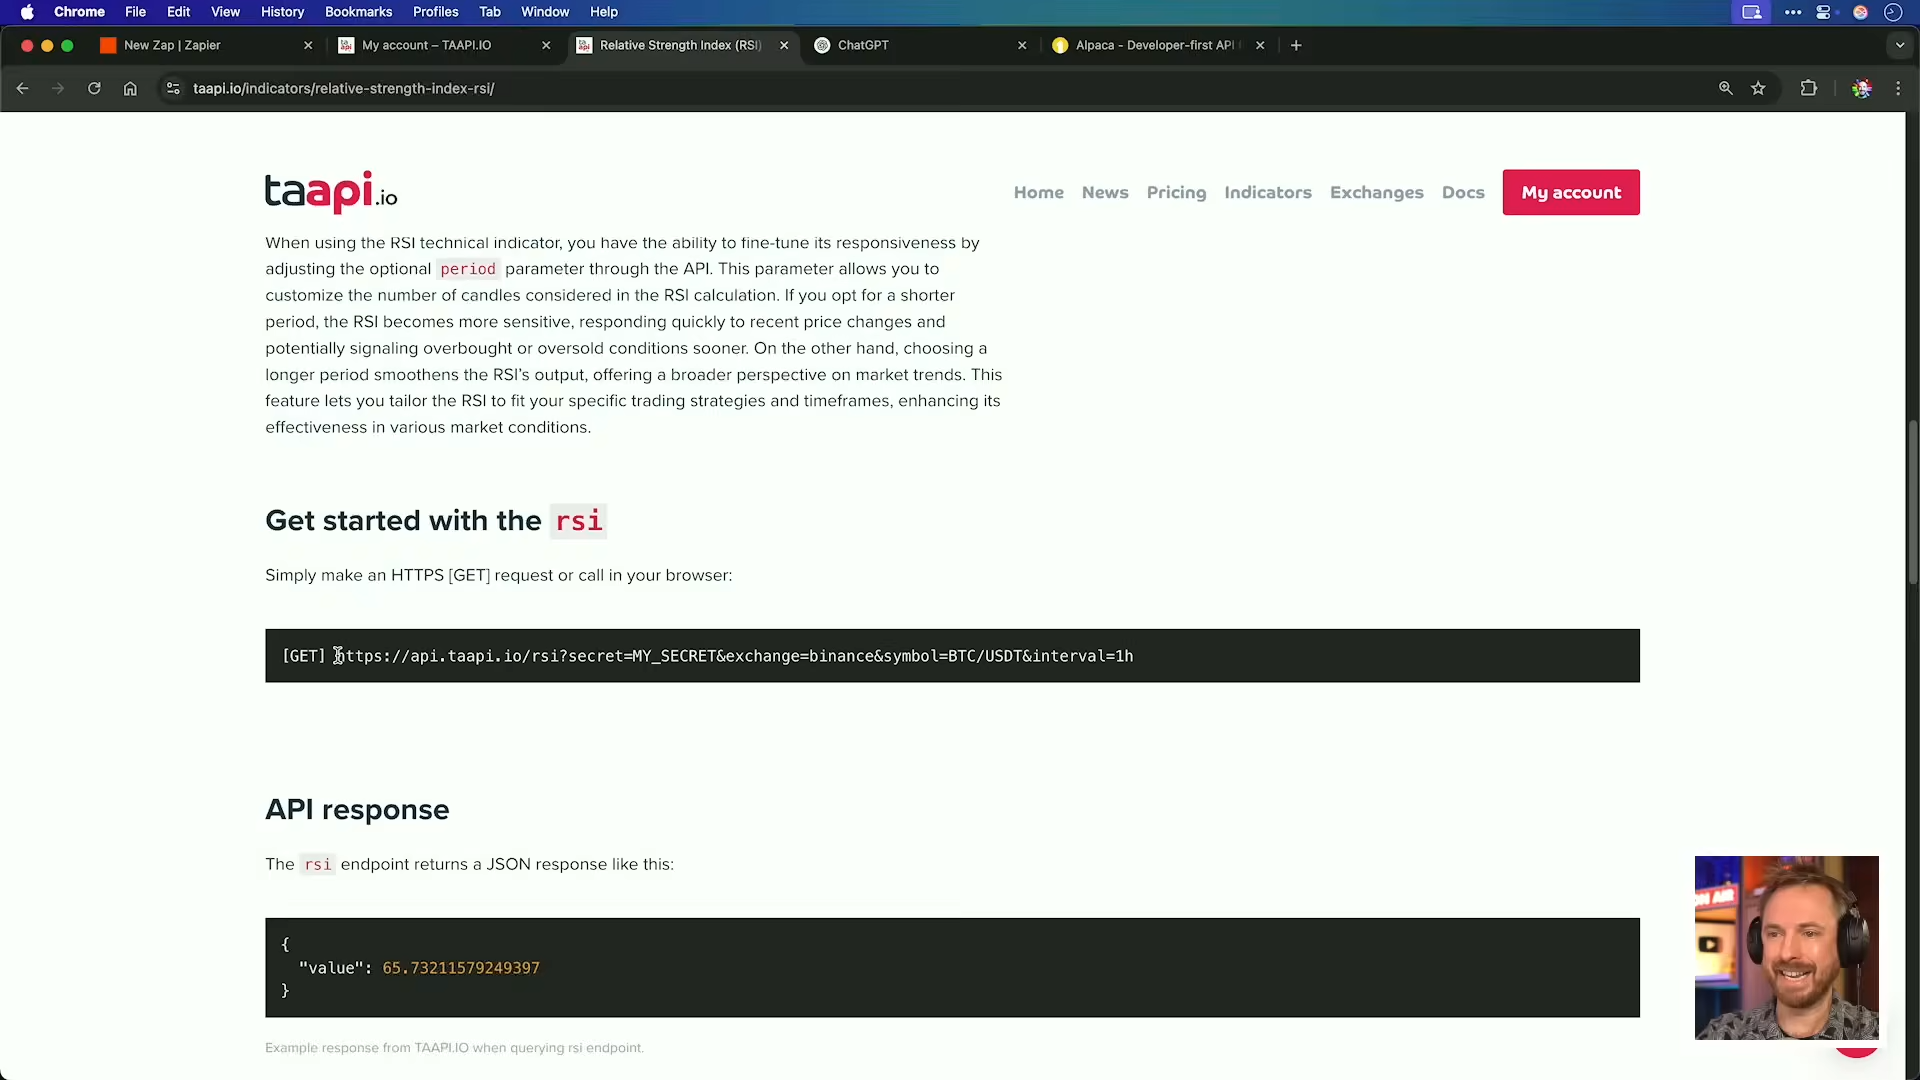 Chrome File Edit View History Bookmarks Profiles Tab Window Help
New Zap | Zapier
My account – TAAPI.IO
Relative Strength Index (RSI)
ChatGPT
Alpaca - Developer-first API
taapi.io/indicators/relative-strength-index-rsi/
taapi.io
Home News Pricing Indicators Exchanges Docs My account
When using the RSI technical indicator, you have the ability to fine-tune its responsiveness by
adjusting the optional period parameter through the API. This parameter allows you to
customize the number of candles considered in the RSI calculation. If you opt for a shorter
period, the RSI becomes more sensitive, responding quickly to recent price changes and
potentially signaling overbought or oversold conditions sooner. On the other hand, choosing a
longer period smoothens the RSI’s output, offering a broader perspective on market trends. This
feature lets you tailor the RSI to fit your specific trading strategies and timeframes, enhancing its
effectiveness in various market conditions.
Get started with the rsi
Simply make an HTTPS [GET] request or call in your browser:
[GET] https://api.taapi.io/rsi?secret=MY_SECRET&exchange=binance&symbol=BTC/USDT&interval=1h
API response
The rsi endpoint returns a JSON response like this:
{
"value": 65.73211579249397
}
Example response from TAAPI.IO when querying rsi endpoint.
ON AIR